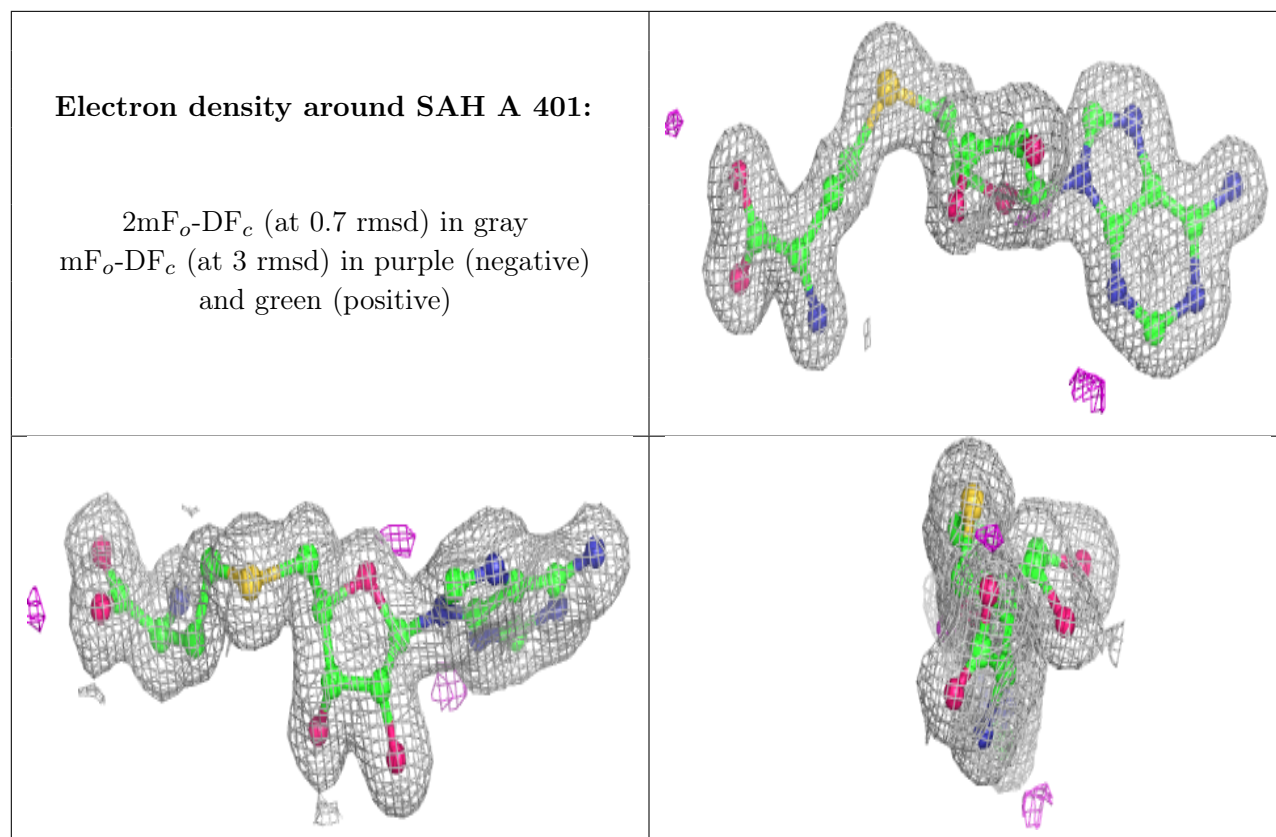 Electron density around SAH A 401:
2mFo-DFc (at 0.7 rmsd) in gray
mFo-DFc (at 3 rmsd) in purple (negative)
and green (positive)